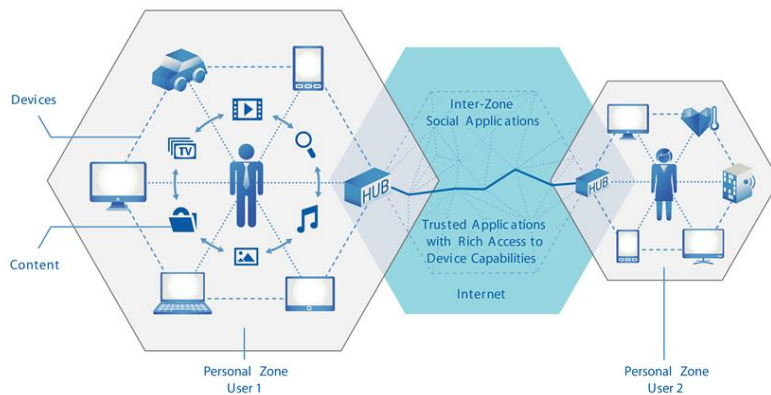 Devices
TV
Content
HUB
Inter-Zone
Social Applications
Trusted Applications
with Rich Access to
Device Capabilities
Internet
HUB
Personal Zone
User 1
Personal Zone
User 2